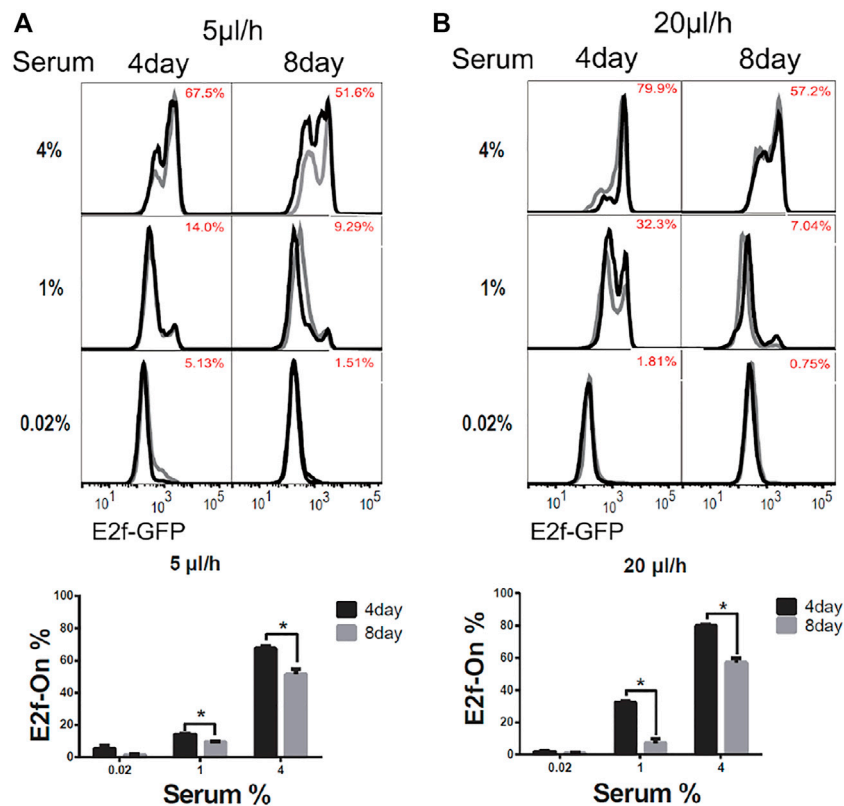 A
5µl/h
Serum 4day 8day
67.5% 51.6%
4%
14.0% 9.29%
1%
5.13% 1.51%
0.02%
10¹ 10³ 10⁵ 10¹ 10³ 10⁵
E2f-GFP
5 µl/h
100
80
60
40
20
0
E2f-On %
* *
4day
8day
0.02 1 4
Serum %
B
20µl/h
Serum 4day 8day
79.9% 57.2%
4%
32.3% 7.04%
1%
1.81% 0.75%
0.02%
10¹ 10³ 10⁵ 10¹ 10³ 10⁵
E2f-GFP
20 µl/h
100
80
60
40
20
0
E2f-On %
* *
4day
8day
0.02 1 4
Serum %